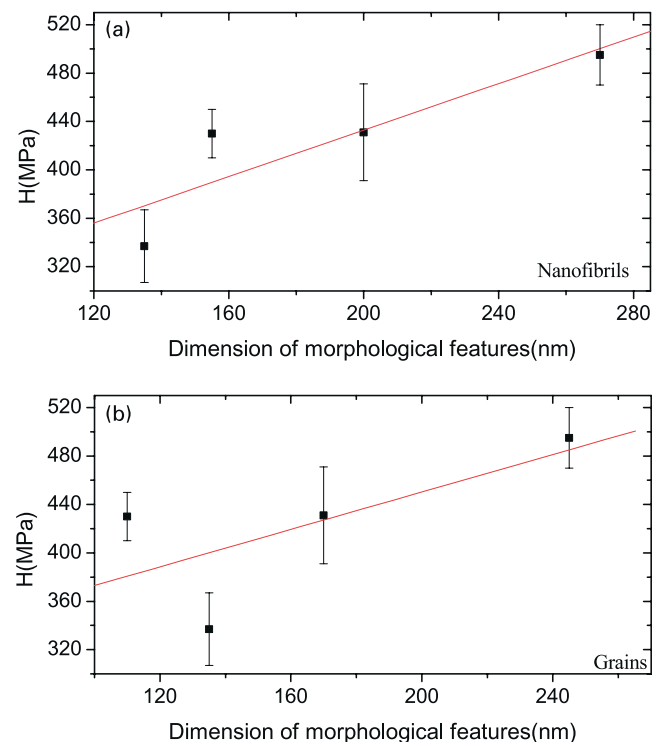 (a)
520
480
440
400
360
320
H(MPa)
Nanofibrils
120 160 200 240 280
Dimension of morphological features(nm)
(b)
520
480
440
400
360
320
H(MPa)
Grains
120 160 200 240
Dimension of morphological features(nm)